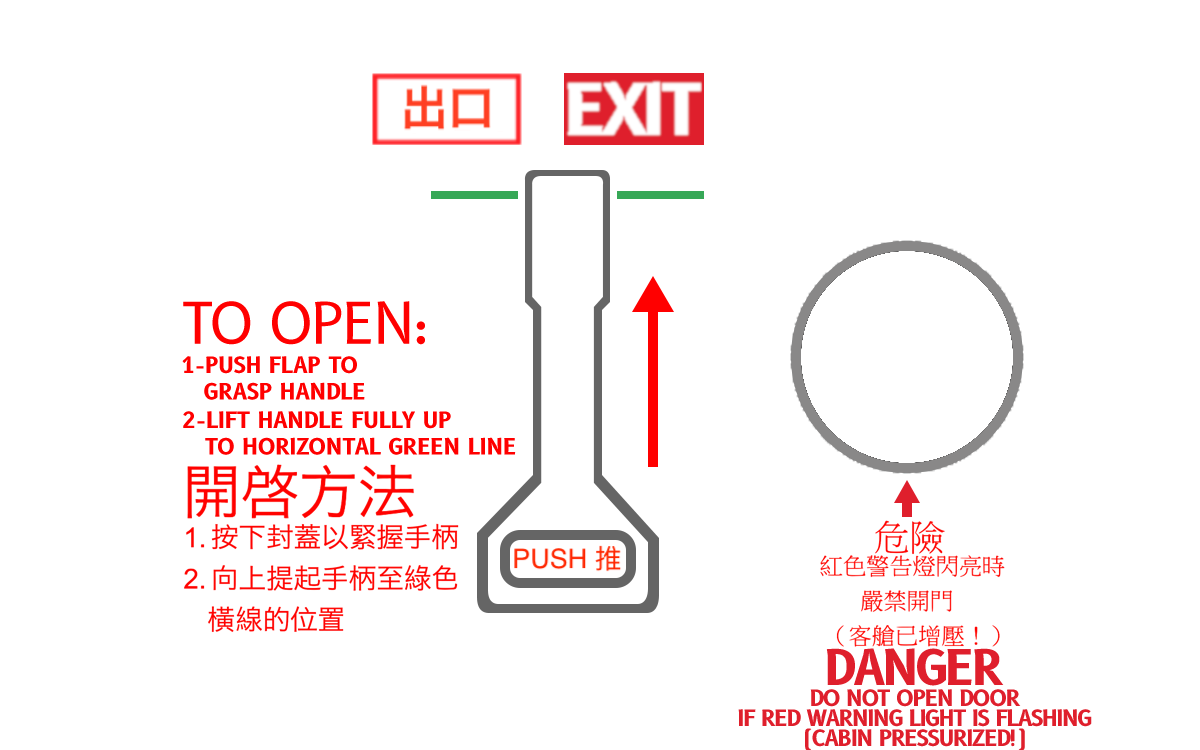 出口
EXIT
TO OPEN:
1-PUSH FLAP TO
GRASP HANDLE
2-LIFT HANDLE FULLY UP
TO HORIZONTAL GREEN LINE
開啓方法
1. 按下封蓋以緊握手柄
2. 向上提起手柄至綠色
橫線的位置
PUSH 推
危險
紅色警告燈閃亮時
嚴禁開門
（客艙已增壓！）
DANGER
DO NOT OPEN DOOR
IF RED WARNING LIGHT IS FLASHING
(CABIN PRESSURIZED!)